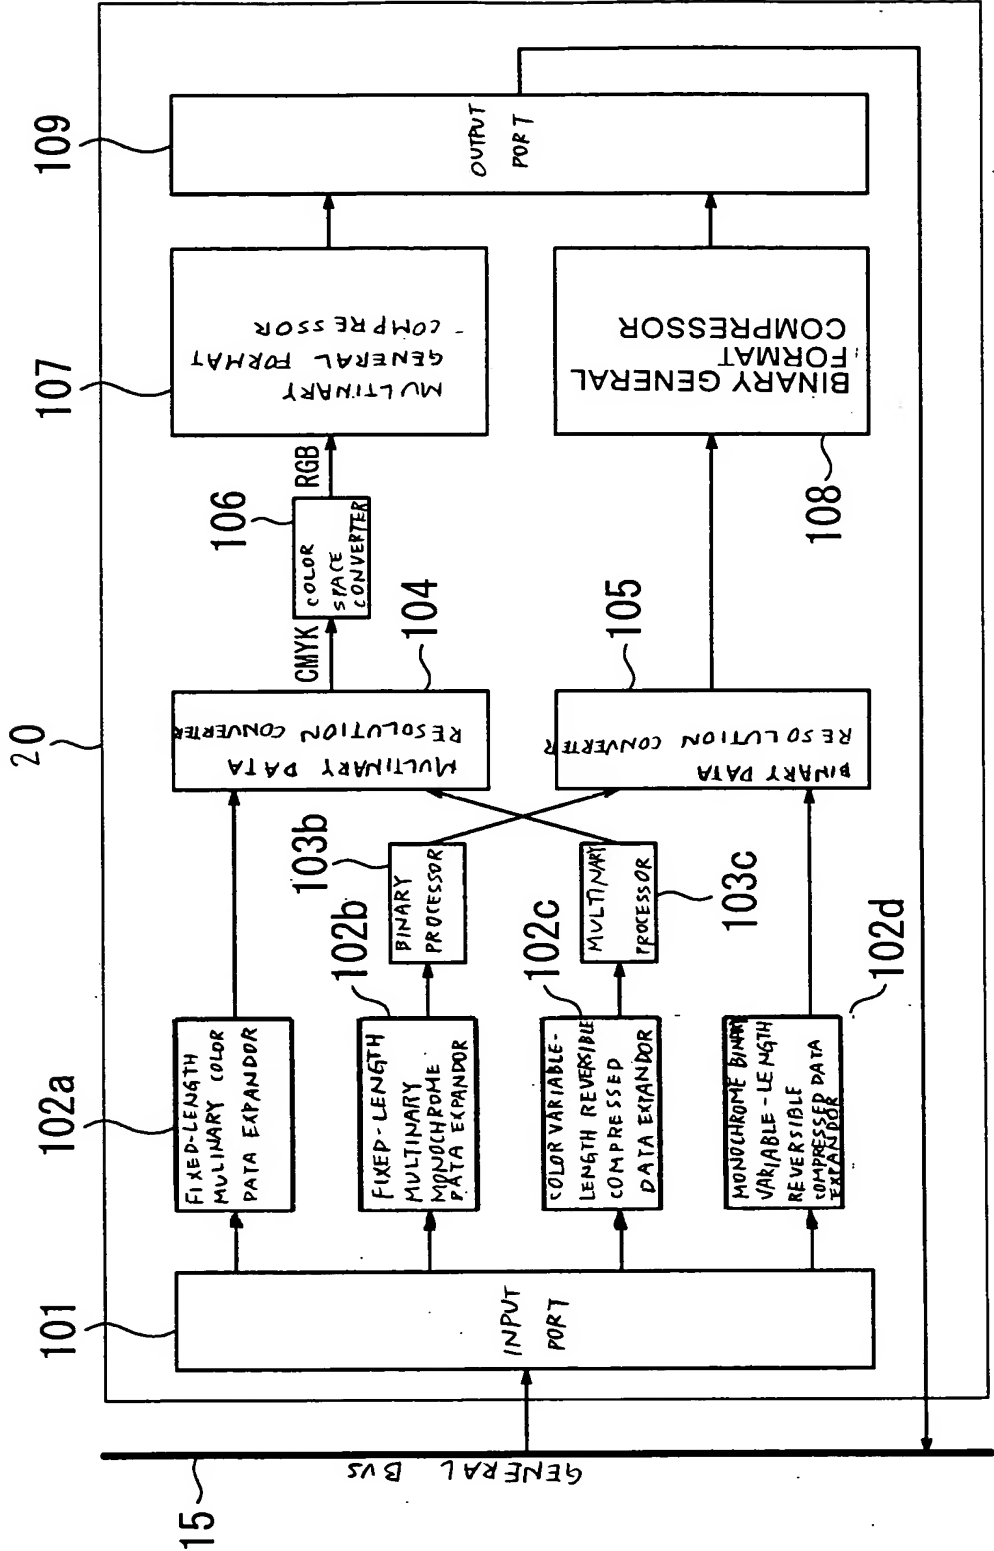 15
GENERAL BUS
20
101
INPUT
PORT
102a
FIXED-LENGTH
MULINARY COLOR
DATA EXPANDOR
102b
FIXED-LENGTH
MULTINARY
MONOCHROME
DATA EXPANDOR
102c
COLOR VARIABLE-
LENGTH REVERSIBLE
COMPRESSED
DATA EXPANDOR
102d
MONOCHROME BINARY
VARIABLE-LENGTH
REVERSIBLE
COMPRESSED DATA
EXPANDOR
103b
BINARY
PROCESSOR
103c
MULTINARY
PROCESSOR
104
MULTINARY DATA
RESOLUTION CONVERTER
105
BINARY DATA
RESOLUTION CONVERTER
CMYK
106
COLOR
SPACE
CONVERTER
RGB
107
MULTINARY
GENERAL FORMAT
COMPRESSOR
108
BINARY GENERAL
FORMAT
COMPRESSOR
109
OUTPUT
PORT